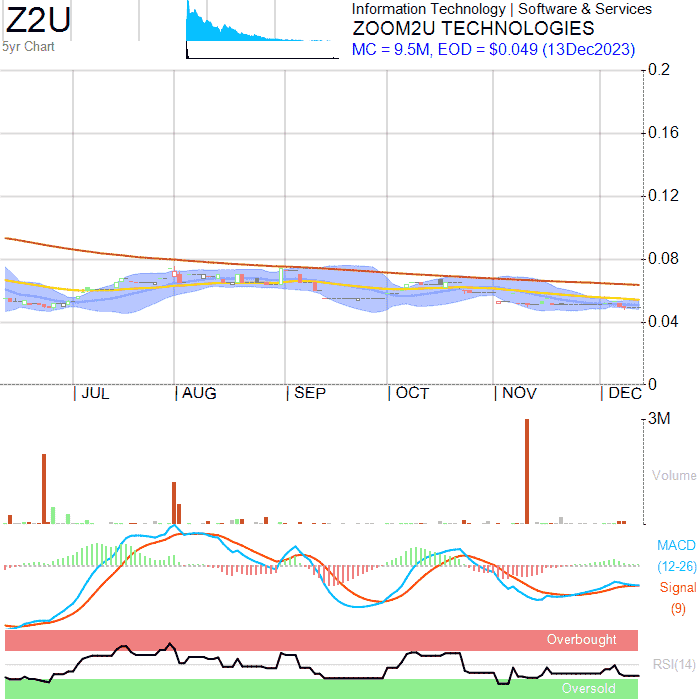 Z2U
5yr Chart
Information Technology | Software & Services
ZOOM2U TECHNOLOGIES
MC = 9.5M, EOD = $0.049 (13Dec2023)
0.2
0.16
0.12
0.08
0.04
0
| JUL | AUG | SEP | OCT | NOV | DEC
3M
Volume
MACD
(12-26)
Signal
(9)
Overbought
RSI(14)
Oversold